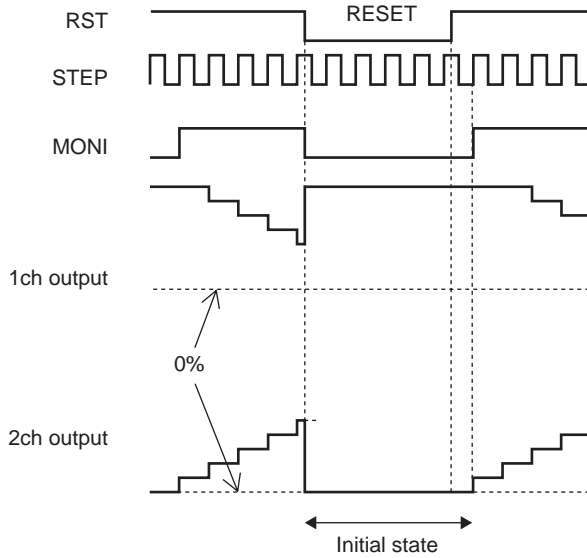 RST
RESET
STEP
MONI
1ch output
0%
2ch output
Initial state